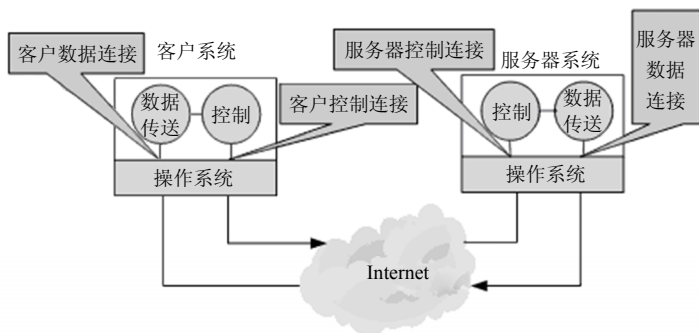 客户数据连接
客户系统
数据
传送
控制
客户控制连接
操作系统
服务器控制连接
服务器系统
服务器
数据
连接
控制
数据
传送
操作系统
Internet